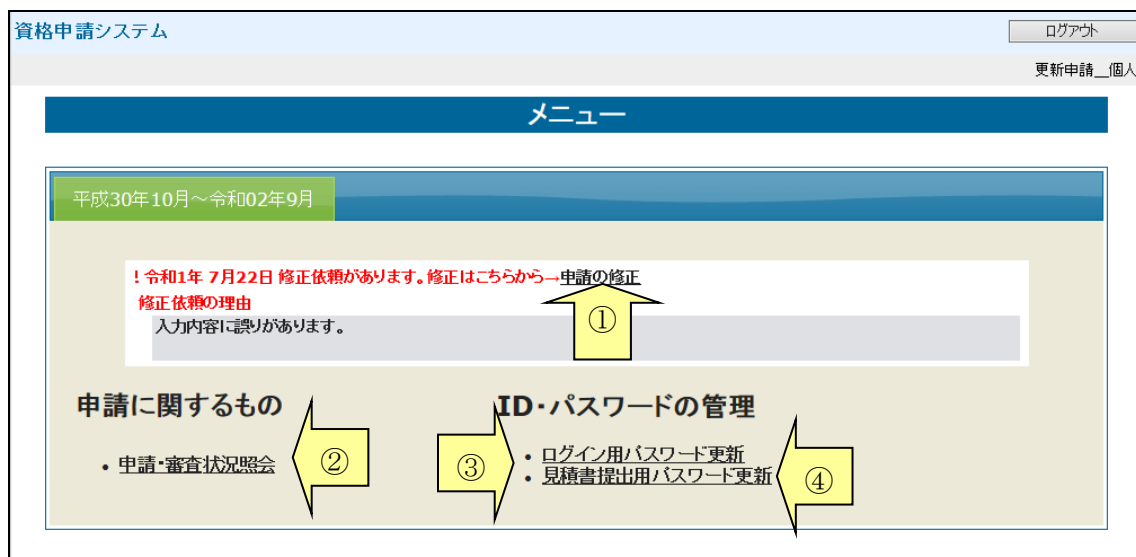 資格申請システム
ログアウト
更新申請__個人
メニュー
平成30年10月~令和02年9月
!令和1年 7月22日 修正依頼があります。修正はこちらから→申請の修正
修正依頼の理由
入力内容に誤りがあります。
①
申請に関するもの
• 申請・審査状況照会
②
ID・パスワードの管理
③
• ログイン用パスワード更新
• 見積書提出用パスワード更新
④